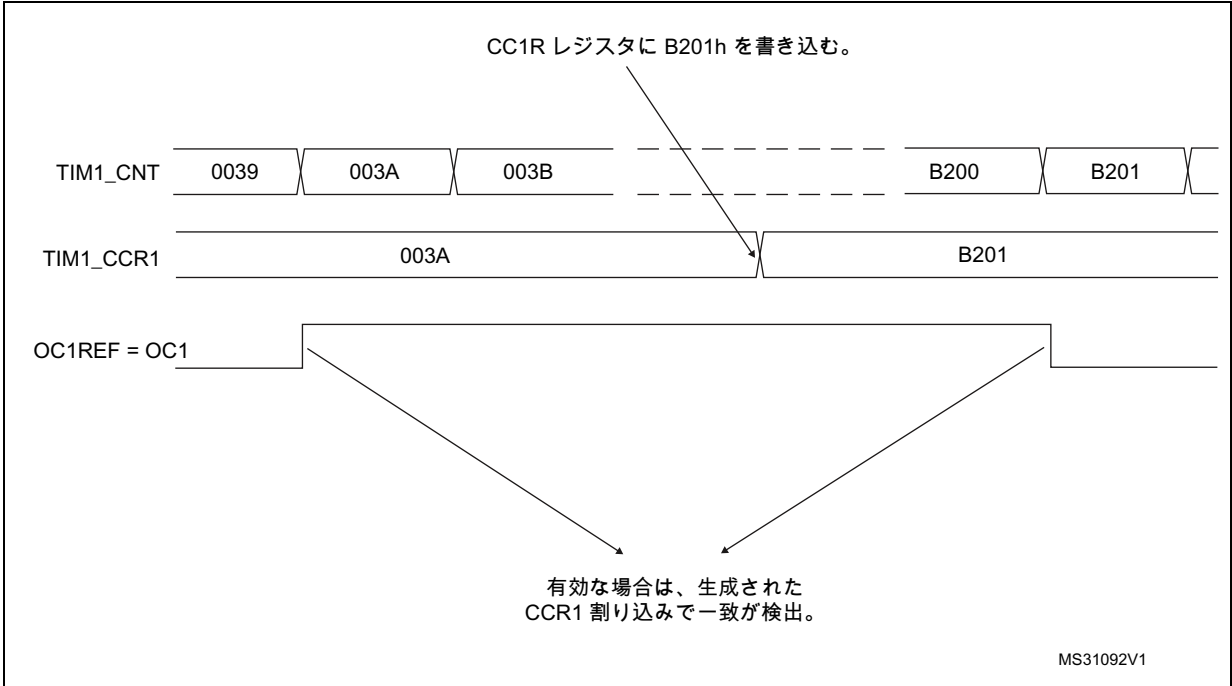 CC1R レジスタに B201h を書き込む。
TIM1_CNT 0039 003A 003B B200 B201
TIM1_CCR1 003A B201
OC1REF = OC1
有効な場合は、生成された
CCR1 割り込みで一致が検出。
MS31092V1